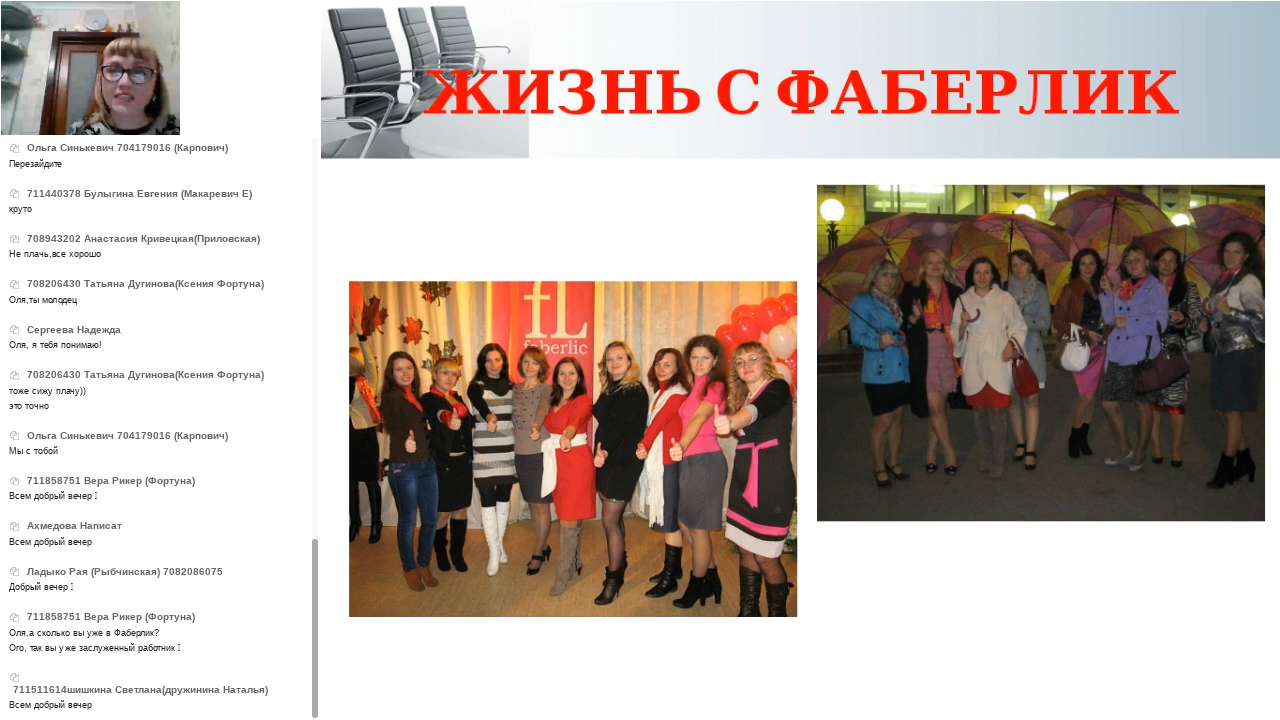 ЖИЗНЬ С ФАБЕРЛИК
Ольга Синькевич 704179016 (Карпович)
Перезайдите
711440378 Булыгина Евгения (Макаревич Е)
круто
708943202 Анастасия Кривецкая(Приловская)
Не плачь,все хорошо
708206430 Татьяна Дугинова(Ксения Фортуна)
Оля,ты молодец
Сергеева Надежда
Оля, я тебя понимаю!
708206430 Татьяна Дугинова(Ксения Фортуна)
тоже сижу плачу))
это точно
Ольга Синькевич 704179016 (Карпович)
Мы с тобой
711858751 Вера Рикер (Фортуна)
Всем добрый вечер
Ахмедова Написат
Всем добрый вечер
Ладыко Рая (Рыбчинская) 7082086075
Добрый вечер
711858751 Вера Рикер (Фортуна)
Оля,а сколько вы уже в Фаберлик?
Ого, так вы уже заслуженный работник
711511614шишкина Светлана(дружинина Наталья)
Всем добрый вечер
fL
faberlic